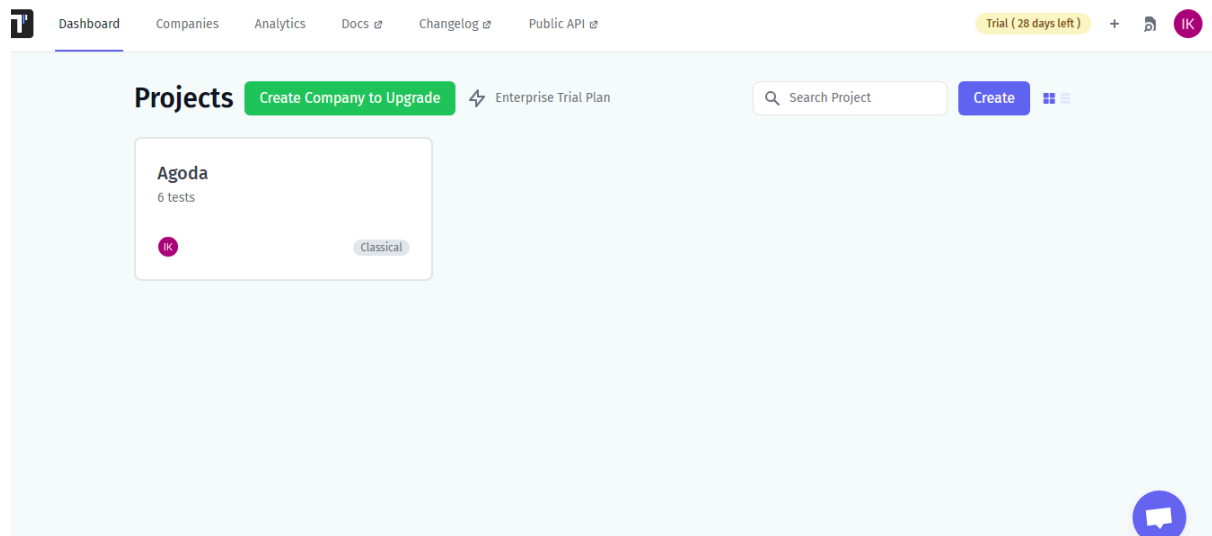 Dashboard Companies Analytics Docs Changelog Public API Trial ( 28 days left ) + IK
Projects Create Company to Upgrade Enterprise Trial Plan Search Project Create
Agoda
6 tests
IK Classical